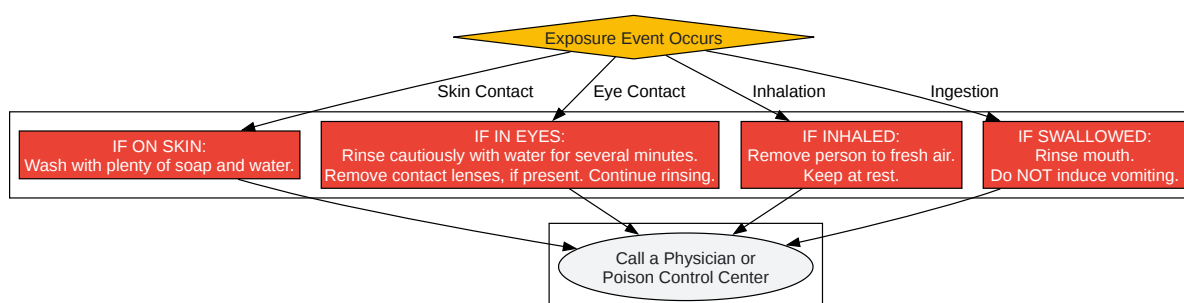 Exposure Event Occurs
Skin Contact
Eye Contact
Inhalation
Ingestion
IF ON SKIN:
Wash with plenty of soap and water.
IF IN EYES:
Rinse cautiously with water for several minutes.
Remove contact lenses, if present. Continue rinsing.
IF INHALED:
Remove person to fresh air.
Keep at rest.
IF SWALLOWED:
Rinse mouth.
Do NOT induce vomiting.
Call a Physician or
Poison Control Center